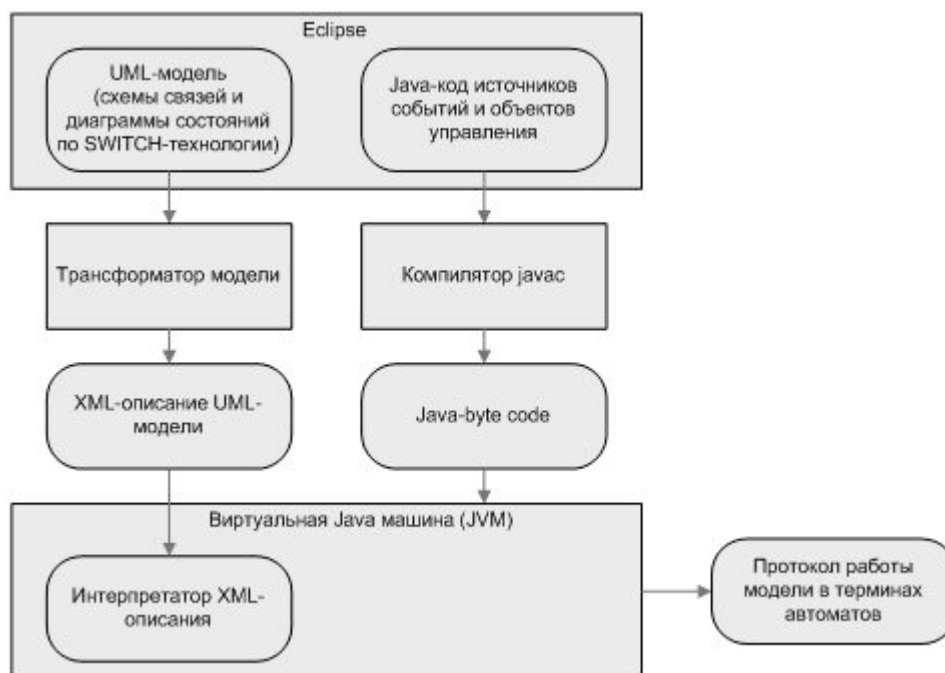 Eclipse
UML-модель
(схемы связей и
диаграммы состояний
по SWITCH-технологии)
Java-код источников
событий и объектов
управления
Трансформатор модели
Компилятор javac
XML-описание UML-
модели
Java-byte code
Виртуальная Java машина (JVM)
Интерпретатор XML-
описания
Протокол работы
модели в терминах
автоматов